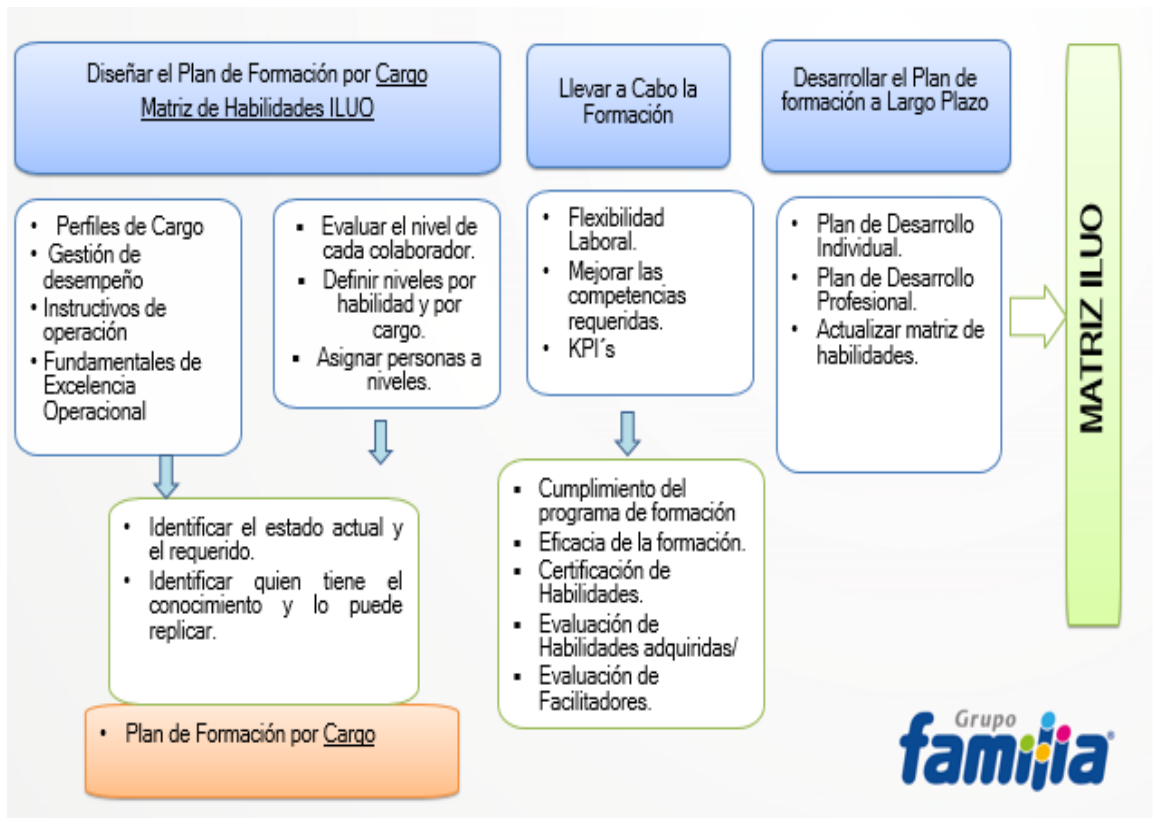 Diseñar el Plan de Formación por Cargo
Matriz de Habilidades ILUO
Llevar a Cabo la
Formación
Desarrollar el Plan de
formación a Largo Plazo
• Perfiles de Cargo
• Gestión de
desempeño
• Instructivos de
operación
• Fundamentales de
Excelencia
Operacional
▪ Evaluar el nivel de
cada colaborador.
▪ Definir niveles por
habilidad y por
cargo.
▪ Asignar personas a
niveles.
• Flexibilidad
Laboral.
• Mejorar las
competencias
requeridas.
• KPI´s
• Plan de Desarrollo
Individual.
• Plan de Desarrollo
Profesional.
• Actualizar matriz de
habilidades.
MATRIZ ILUO
• Identificar el estado actual y
el requerido.
• Identificar quien tiene el
conocimiento y lo puede
replicar.
▪ Cumplimiento del
programa de formación
▪ Eficacia de la formación.
▪ Certificación de
Habilidades.
▪ Evaluación de
Habilidades adquiridas/
▪ Evaluación de
Facilitadores.
• Plan de Formación por Cargo
Grupo
familia